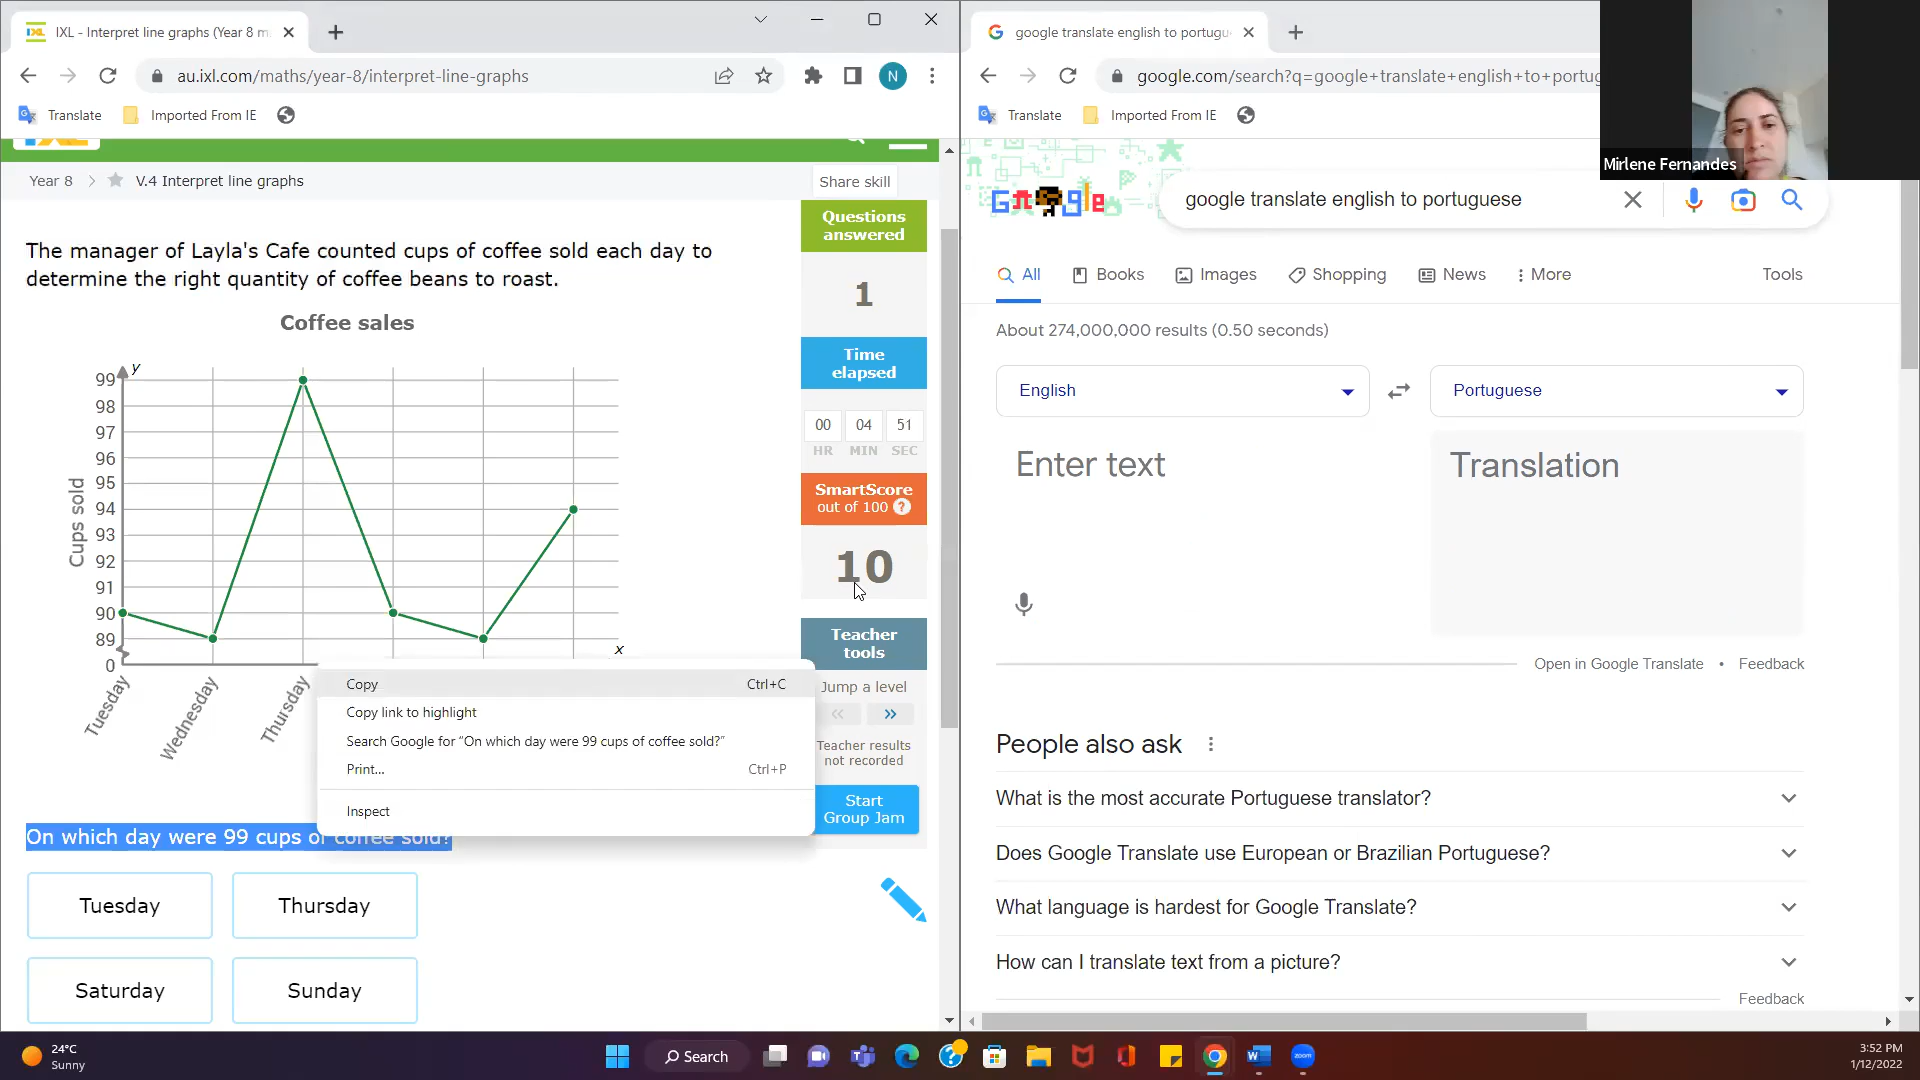 IXL - Interpret line graphs (Year 8 m
google translate english to portugu
au.ixl.com/maths/year-8/interpret-line-graphs
N
google.com/search?q=google+translate+english+to+portug
Translate
Imported From IE
Translate
Imported From IE
Mirlene Fernandes
Year 8
V.4 Interpret line graphs
Share skill
The manager of Layla's Cafe counted cups of coffee sold each day to
determine the right quantity of coffee beans to roast.
Coffee sales
y
99
98
97
96
95
94
93
92
91
90
89
0
Cups sold
x
Tuesday
Wednesday
Thursday
Copy Ctrl+C
Copy link to highlight
Search Google for "On which day were 99 cups of coffee sold?"
Print... Ctrl+P
Inspect
On which day were 99 cups of coffee sold?
Tuesday
Thursday
Saturday
Sunday
Questions
answered
1
Time
elapsed
00 04 51
HR MIN SEC
SmartScore
out of 100 ?
10
Teacher
tools
Jump a level
Teacher results
not recorded
Start
Group Jam
Google
google translate english to portuguese
All
Books
Images
Shopping
News
More
Tools
About 274,000,000 results (0.50 seconds)
English
Portuguese
Enter text
Translation
Open in Google Translate • Feedback
People also ask
What is the most accurate Portuguese translator?
Does Google Translate use European or Brazilian Portuguese?
What language is hardest for Google Translate?
How can I translate text from a picture?
Feedback
24°C
Sunny
Search
zoom
3:52 PM
1/12/2022